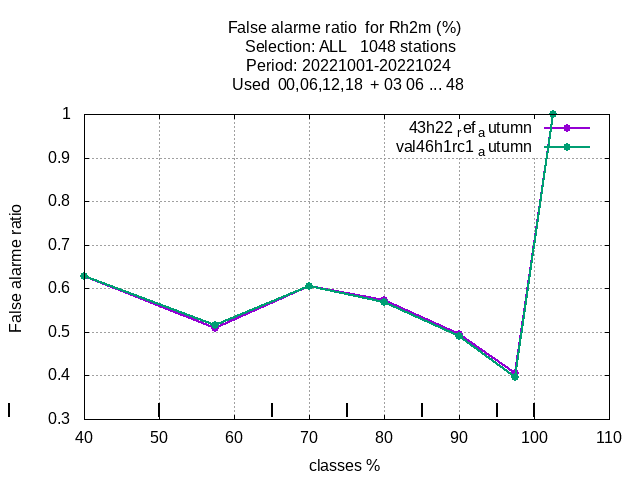 False alarme ratio  for Rh2m (%)
Selection: ALL   1048 stations
Period: 20221001-20221024
Used  00,06,12,18  + 03 06 ... 48
43h22 ref a utumn
val46h1rc1 a utumn
1
0.9
0.8
0.7
0.6
0.5
0.4
0.3
False alarme ratio
40 50 60 70 80 90 100 110
classes %